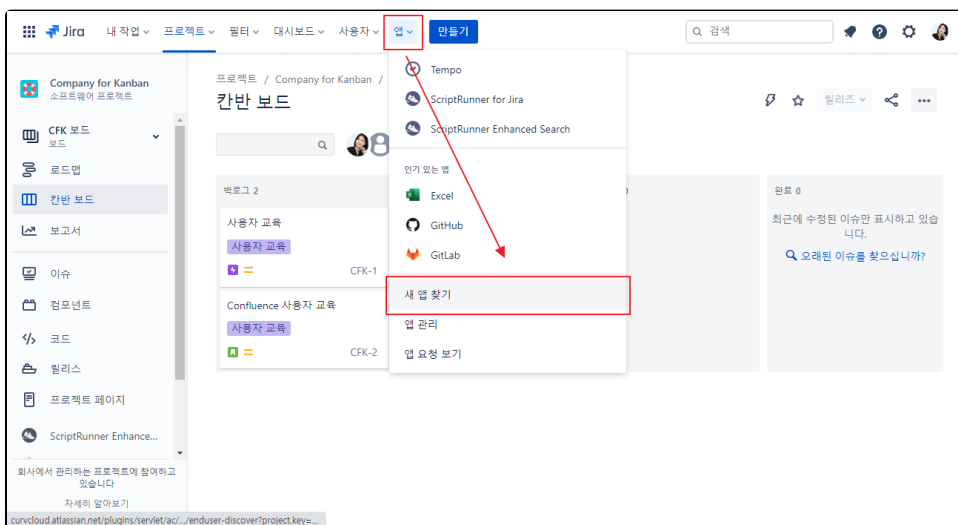 Jira 내 작업 프로젝트 필터 대시보드 사용자 앱 만들기 검색
Company for Kanban
소프트웨어 프로젝트
CFK 보드
보드
로드맵
칸반 보드
보고서
이슈
컴포넌트
코드
릴리스
프로젝트 페이지
ScriptRunner Enhance...
회사에서 관리하는 프로젝트에 참여하고
있습니다
자세히 알아보기
curvcloud.atlassian.net/plugins/servlet/ac/.../enduser-discover?project.key=...
프로젝트 / Company for Kanban /
칸반 보드
릴리즈
백로그 2
사용자 교육
사용자 교육
CFK-1
Confluence 사용자 교육
사용자 교육
CFK-2
Tempo
ScriptRunner for Jira
ScriptRunner Enhanced Search
인기 있는 앱
Excel
GitHub
GitLab
새 앱 찾기
앱 관리
앱 요청 보기
완료 0
최근에 수정된 이슈만 표시하고 있습
니다.
오래된 이슈를 찾으십니까?